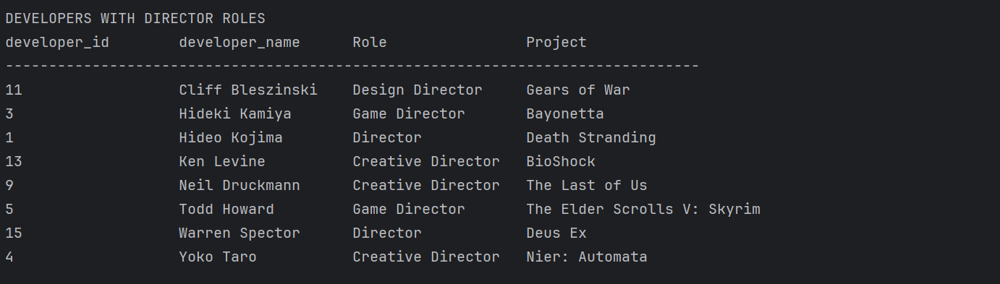 DEVELOPERS WITH DIRECTOR ROLES
developer_id        developer_name      Role                Project
--------------------------------------------------------------------------------
11                  Cliff Bleszinski    Design Director     Gears of War
3                   Hideki Kamiya       Game Director       Bayonetta
1                   Hideo Kojima        Director            Death Stranding
13                  Ken Levine          Creative Director   BioShock
9                   Neil Druckmann      Creative Director   The Last of Us
5                   Todd Howard         Game Director       The Elder Scrolls V: Skyrim
15                  Warren Spector      Director            Deus Ex
4                   Yoko Taro           Creative Director   Nier: Automata